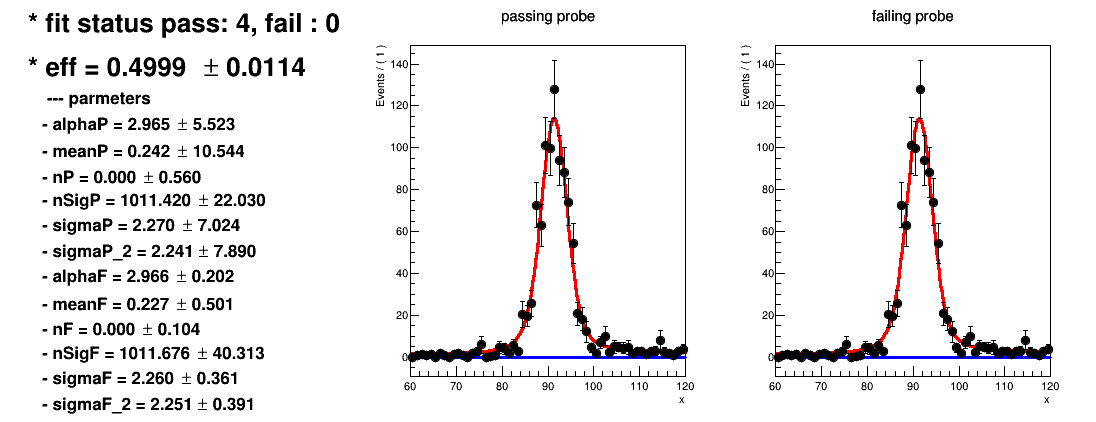 * fit status pass: 4, fail : 0
* eff = 0.4999 ± 0.0114
--- parmeters
- alphaP = 2.965 ± 5.523
- meanP = 0.242 ± 10.544
- nP = 0.000 ± 0.560
- nSigP = 1011.420 ± 22.030
- sigmaP = 2.270 ± 7.024
- sigmaP_2 = 2.241 ± 7.890
- alphaF = 2.966 ± 0.202
- meanF = 0.227 ± 0.501
- nF = 0.000 ± 0.104
- nSigF = 1011.676 ± 40.313
- sigmaF = 2.260 ± 0.361
- sigmaF_2 = 2.251 ± 0.391
passing probe
Events / ( 1 )
140
120
100
80
60
40
20
0
60 70 80 90 100 110 120
x
failing probe
Events / ( 1 )
140
120
100
80
60
40
20
0
60 70 80 90 100 110 120
x